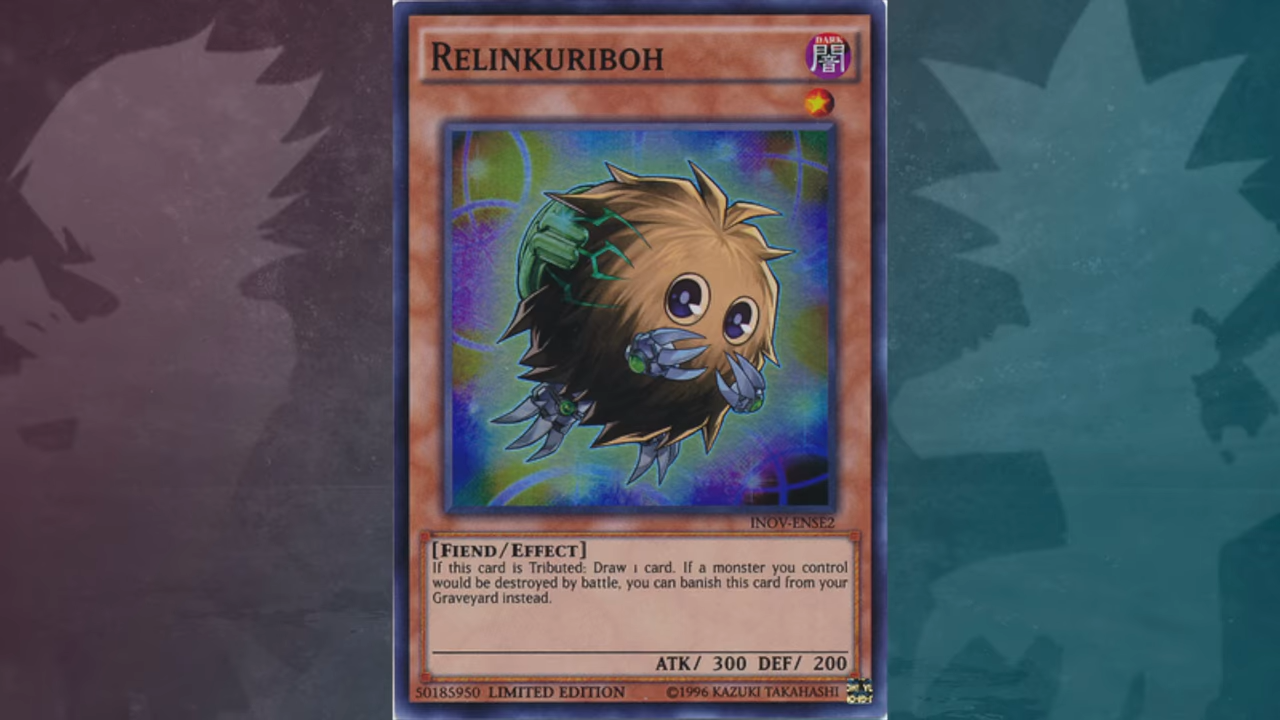 RELINKURIBOH
DARK
闇
INOV-ENSE2
[FIEND/EFFECT]
If this card is Tributed: Draw 1 card. If a monster you control
would be destroyed by battle, you can banish this card from your
Graveyard instead.
ATK/ 300 DEF/ 200
50185950 LIMITED EDITION ©1996 KAZUKI TAKAHASHI